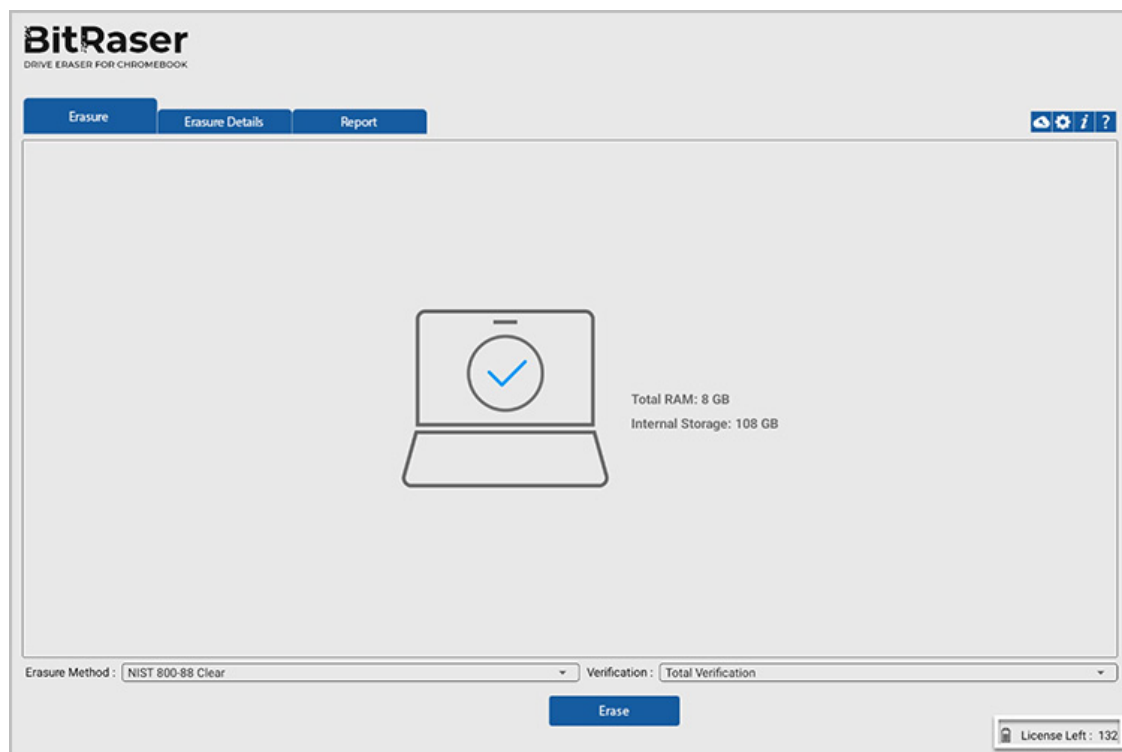 BitRaser
DRIVE ERASER FOR CHROMEBOOK
Erasure Erasure Details Report
i ?
Total RAM: 8 GB
Internal Storage: 108 GB
Erasure Method : NIST 800-88 Clear Verification : Total Verification
Erase
License Left : 132